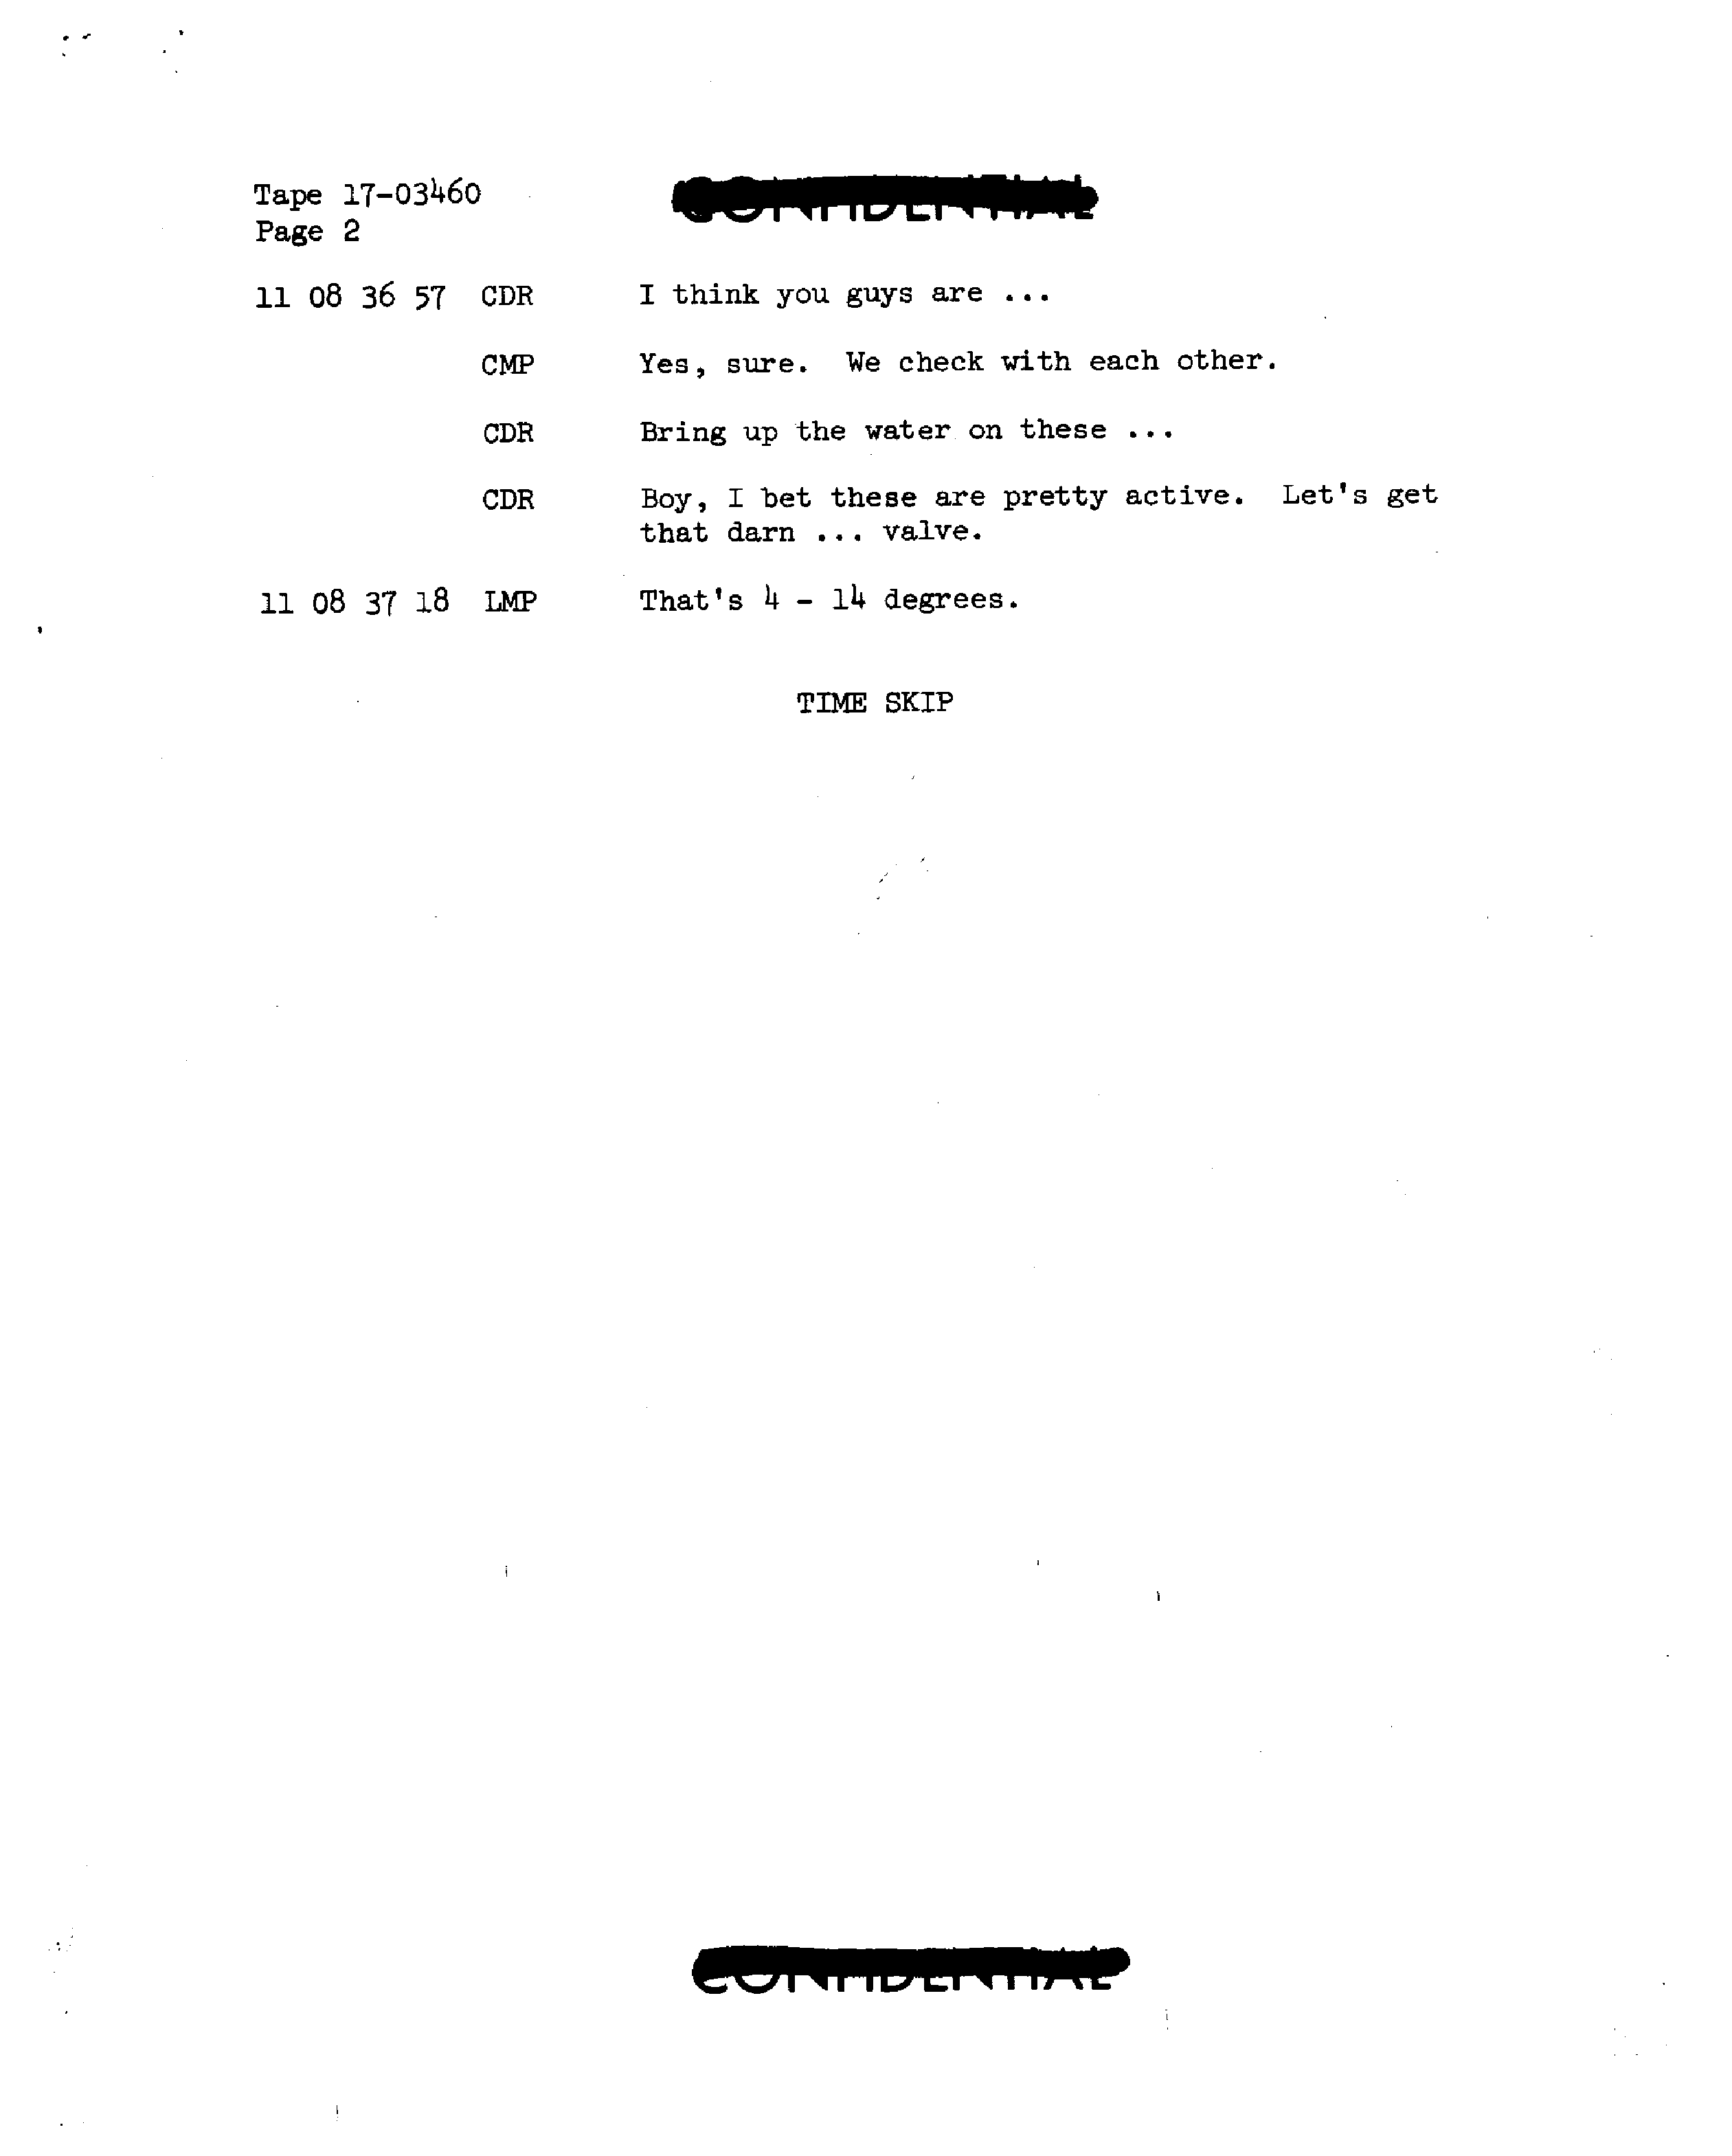 Tape 17-03460
CONFIDENTIAL
Page 2
11 08 36 57 CDR I think you guys are ...
CMP Yes, sure. We check with each other.
CDR Bring up the water on these ...
CDR Boy, I bet these are pretty active. Let's get
that darn ... valve.
11 08 37 18 LMP That's 4 - 14 degrees.
TIME SKIP
CONFIDENTIAL